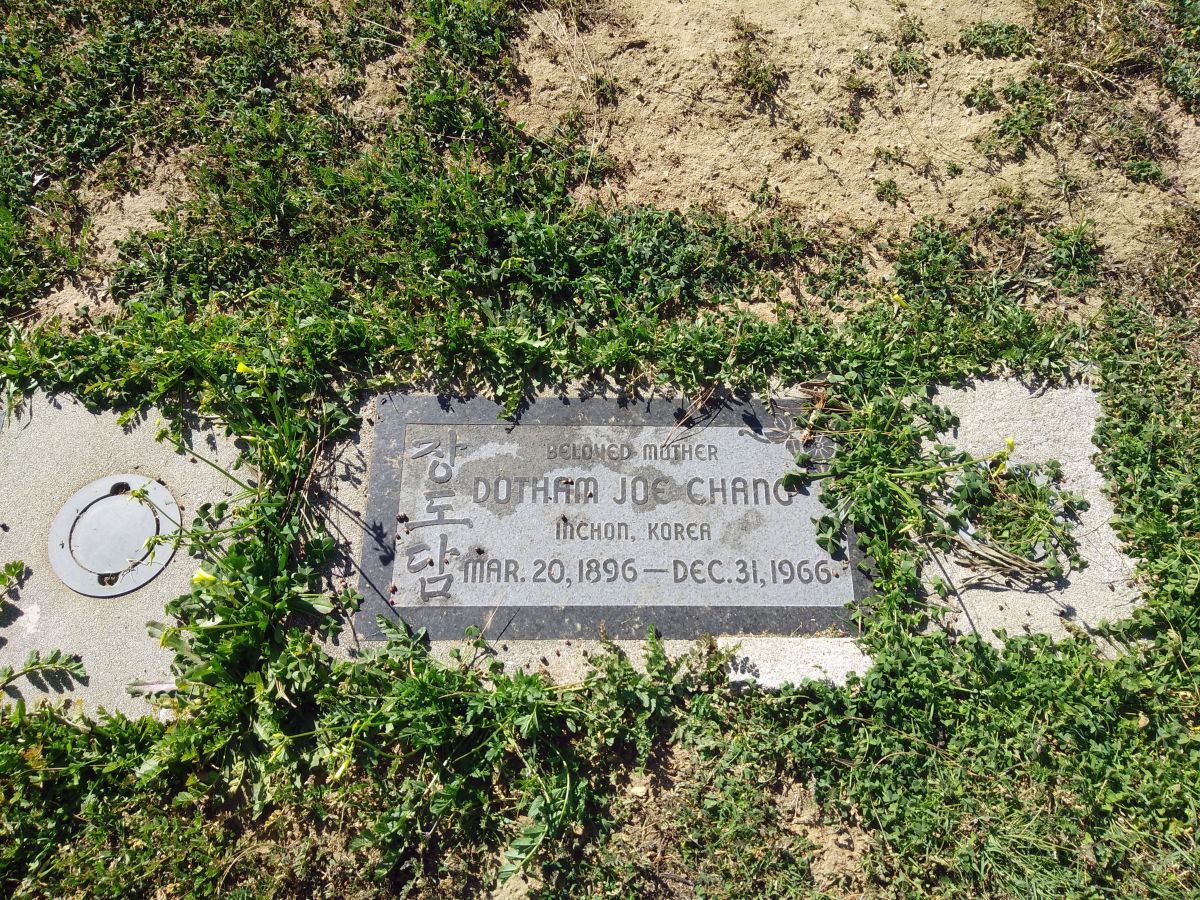 장도담
BELOVED MOTHER
DOTHAM JOE CHANG
INCHON, KOREA
MAR. 20, 1896 — DEC. 31, 1966